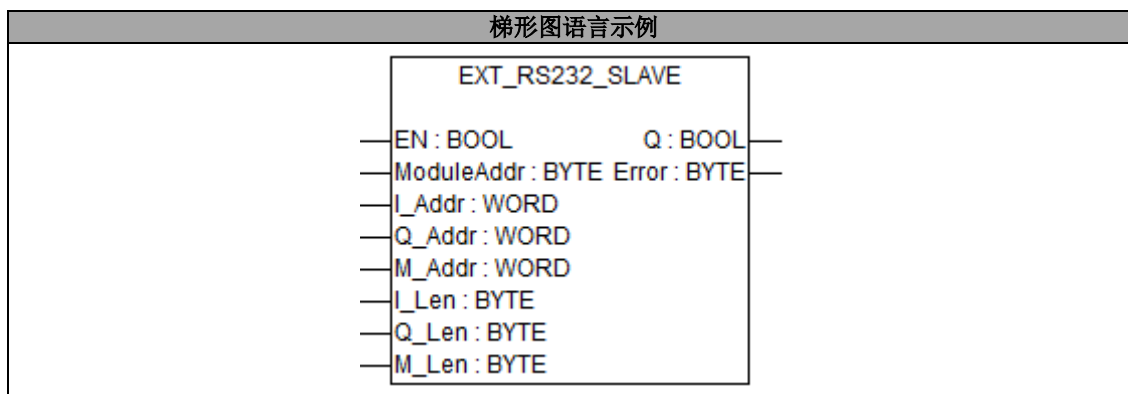 梯形图语言示例
EXT_RS232_SLAVE
EN : BOOL Q : BOOL
ModuleAddr : BYTE Error : BYTE
I_Addr : WORD
Q_Addr : WORD
M_Addr : WORD
I_Len : BYTE
Q_Len : BYTE
M_Len : BYTE